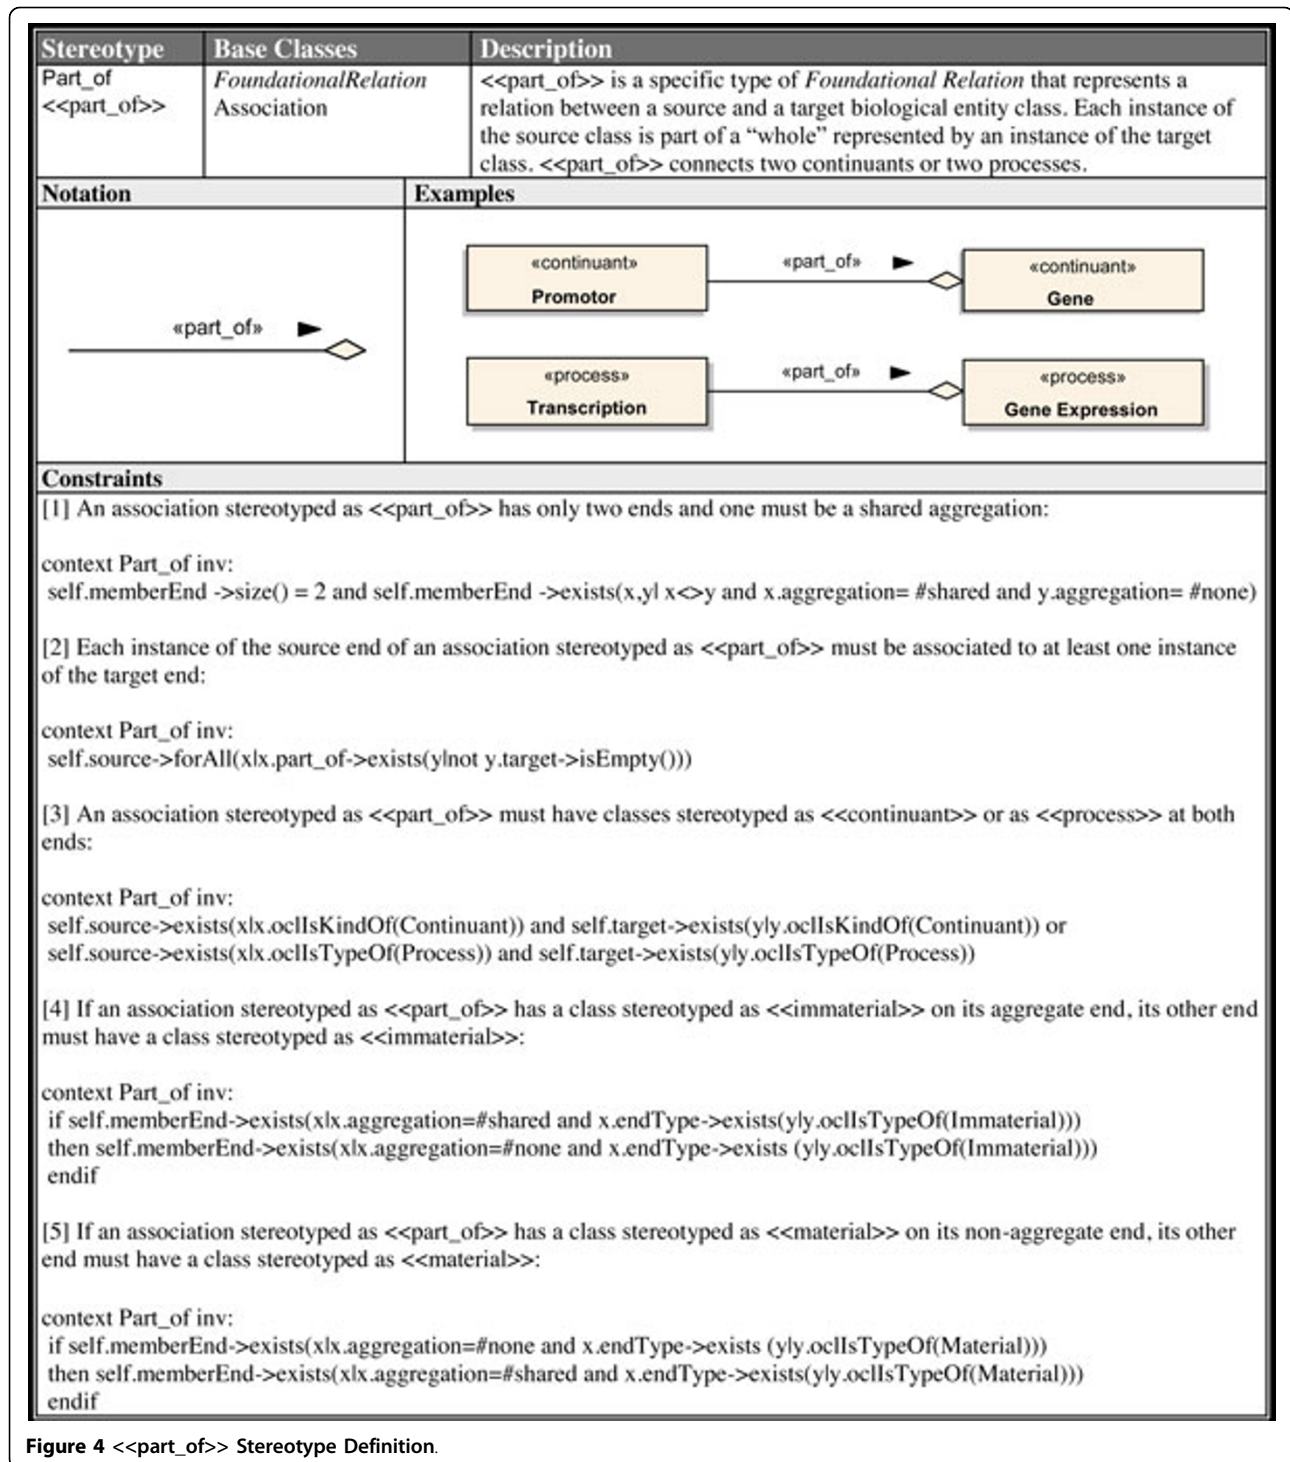 Stereotype Base Classes Description
Part_of FoundationalRelation <<part_of>> is a specific type of Foundational Relation that represents a
<<part_of>> Association relation between a source and a target biological entity class. Each instance of
the source class is part of a “whole” represented by an instance of the target
class. <<part_of>> connects two continuants or two processes.
Notation Examples
«continuant» «part_of» «continuant»
Promotor Gene
«part_of»
«process» «part_of» «process»
Transcription Gene Expression
Constraints
[1] An association stereotyped as <<part_of>> has only two ends and one must be a shared aggregation:
context Part_of inv:
self.memberEnd ->size() = 2 and self.memberEnd ->exists(x,y| x<>y and x.aggregation= #shared and y.aggregation= #none)
[2] Each instance of the source end of an association stereotyped as <<part_of>> must be associated to at least one instance
of the target end:
context Part_of inv:
self.source->forAll(x|x.part_of->exists(y|not y.target->isEmpty()))
[3] An association stereotyped as <<part_of>> must have classes stereotyped as <<continuant>> or as <<process>> at both
ends:
context Part_of inv:
self.source->exists(x|x.oclIsKindOf(Continuant)) and self.target->exists(y|y.oclIsKindOf(Continuant)) or
self.source->exists(x|x.oclIsTypeOf(Process)) and self.target->exists(y|y.oclIsTypeOf(Process))
[4] If an association stereotyped as <<part_of>> has a class stereotyped as <<immaterial>> on its aggregate end, its other end
must have a class stereotyped as <<immaterial>>:
context Part_of inv:
if self.memberEnd->exists(x|x.aggregation=#shared and x.endType->exists(y|y.oclIsTypeOf(Immaterial)))
then self.memberEnd->exists(x|x.aggregation=#none and x.endType->exists (y|y.oclIsTypeOf(Immaterial)))
endif
[5] If an association stereotyped as <<part_of>> has a class stereotyped as <<material>> on its non-aggregate end, its other
end must have a class stereotyped as <<material>>:
context Part_of inv:
if self.memberEnd->exists(x|x.aggregation=#none and x.endType->exists (y|y.oclIsTypeOf(Material)))
then self.memberEnd->exists(x|x.aggregation=#shared and x.endType->exists(y|y.oclIsTypeOf(Material)))
endif
Figure 4 <<part_of>> Stereotype Definition.